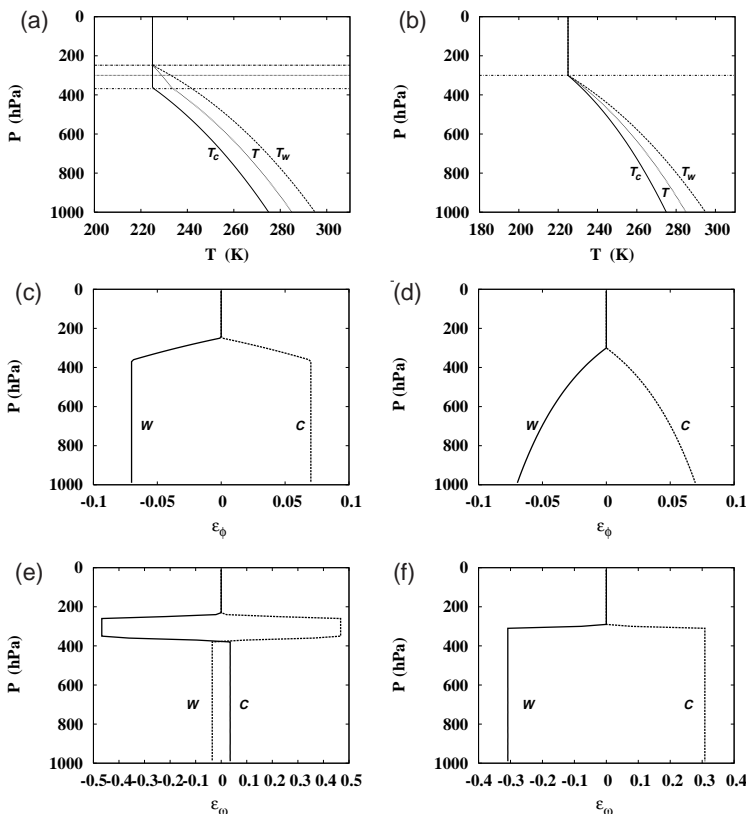 (a)
0
200
400
600
800
1000
P (hPa)
T_c T T_w
200 220 240 260 280 300
T (K)
(b)
0
200
400
600
800
1000
P (hPa)
T_c T T_w
180 200 220 240 260 280 300
T (K)
(c)
0
200
400
600
800
1000
P (hPa)
W C
-0.1 -0.05 0 0.05 0.1
ε_ϕ
(d)
0
200
400
600
800
1000
P (hPa)
W C
-0.1 -0.05 0 0.05 0.1
ε_ϕ
(e)
0
200
400
600
800
1000
P (hPa)
W C
-0.5 -0.4 -0.3 -0.2 -0.1 0 0.1 0.2 0.3 0.4 0.5
ε_ω
(f)
0
200
400
600
800
1000
P (hPa)
W C
-0.4 -0.3 -0.2 -0.1 0 0.1 0.2 0.3 0.4
ε_ω